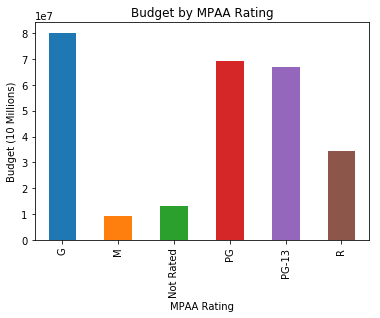 Budget by MPAA Rating
1e7
8
7
6
5
4
3
2
1
0
Budget (10 Millions)
G
M
Not Rated
PG
PG-13
R
MPAA Rating